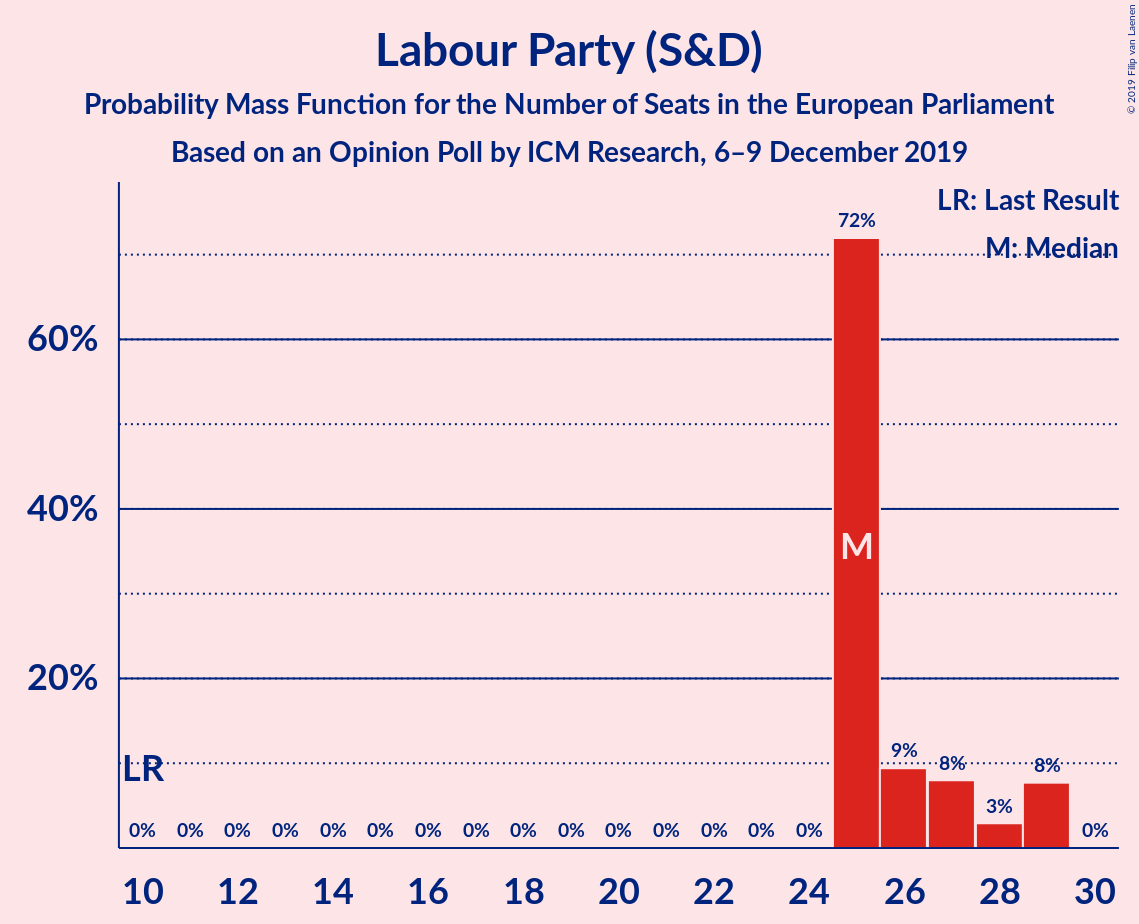 Labour Party (S&D)
Probability Mass Function for the Number of Seats in the European Parliament
Based on an Opinion Poll by ICM Research, 6–9 December 2019
© 2019 Filip van Laenen
LR: Last Result
M: Median
72%
60%
40%
M
20%
LR
9%
8%
3%
8%
0% 0% 0% 0% 0% 0% 0% 0% 0% 0% 0% 0% 0% 0% 0% 0%
10 12 14 16 18 20 22 24 26 28 30